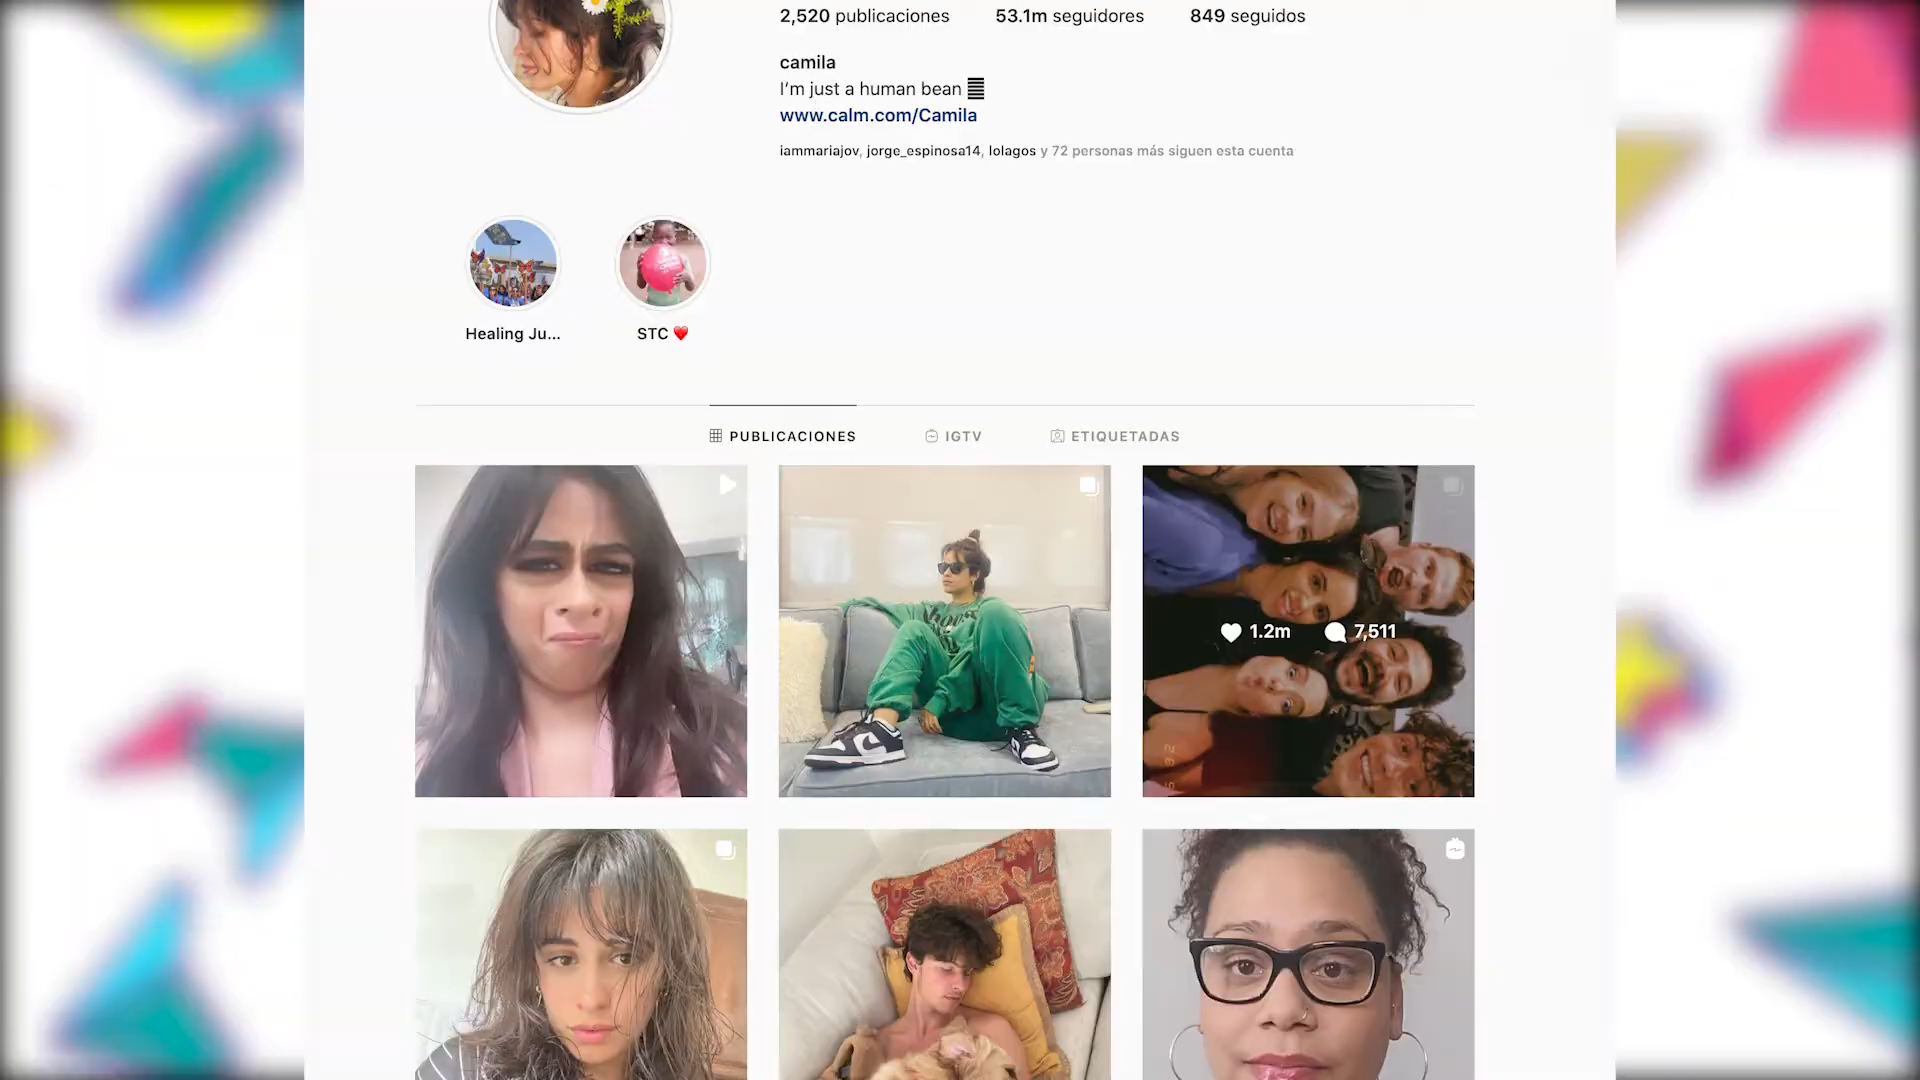 2,520 publicaciones 53.1m seguidores 849 seguidos
camila
I'm just a human bean
www.calm.com/Camila
iammariajov, jorge_espinosa14, lolagos y 72 personas más siguen esta cuenta
Healing Ju... STC ❤️
PUBLICACIONES IGTV ETIQUETADAS
1.2m 7,511